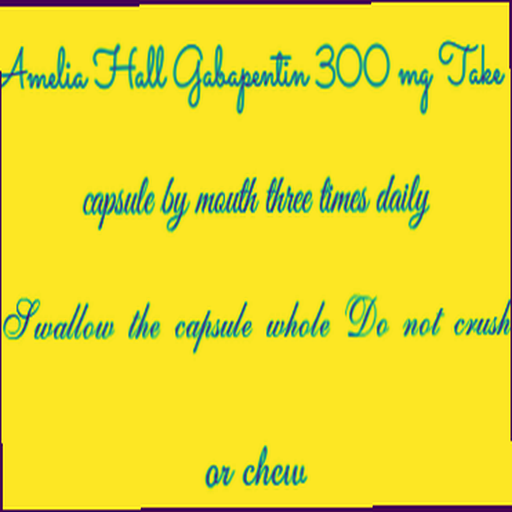 Amelia Hall Gabapentin 300 mg Take
capsule by mouth three times daily
Swallow the capsule whole Do not crush
or chew